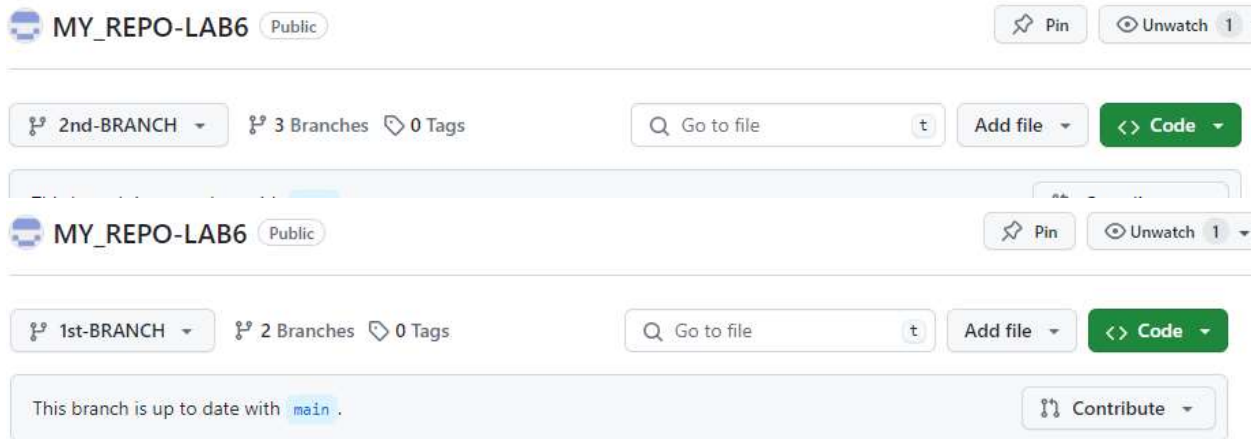 MY_REPO-LAB6 Public Pin Unwatch 1
2nd-BRANCH 3 Branches 0 Tags Go to file t Add file <> Code
MY_REPO-LAB6 Public Pin Unwatch 1
1st-BRANCH 2 Branches 0 Tags Go to file t Add file <> Code
This branch is up to date with main . Contribute